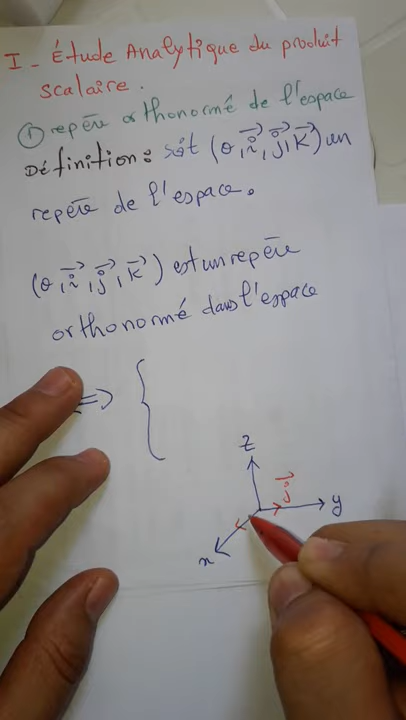 I - Étude Analytique du produit
scalaire.
① repère orthonormé de l'espace
Définition: soit (o, i, j, k) un
repère de l'espace.
(o, i, j, k) est un repère
orthonormé dans l'espace
<=> {
z
j
y
x